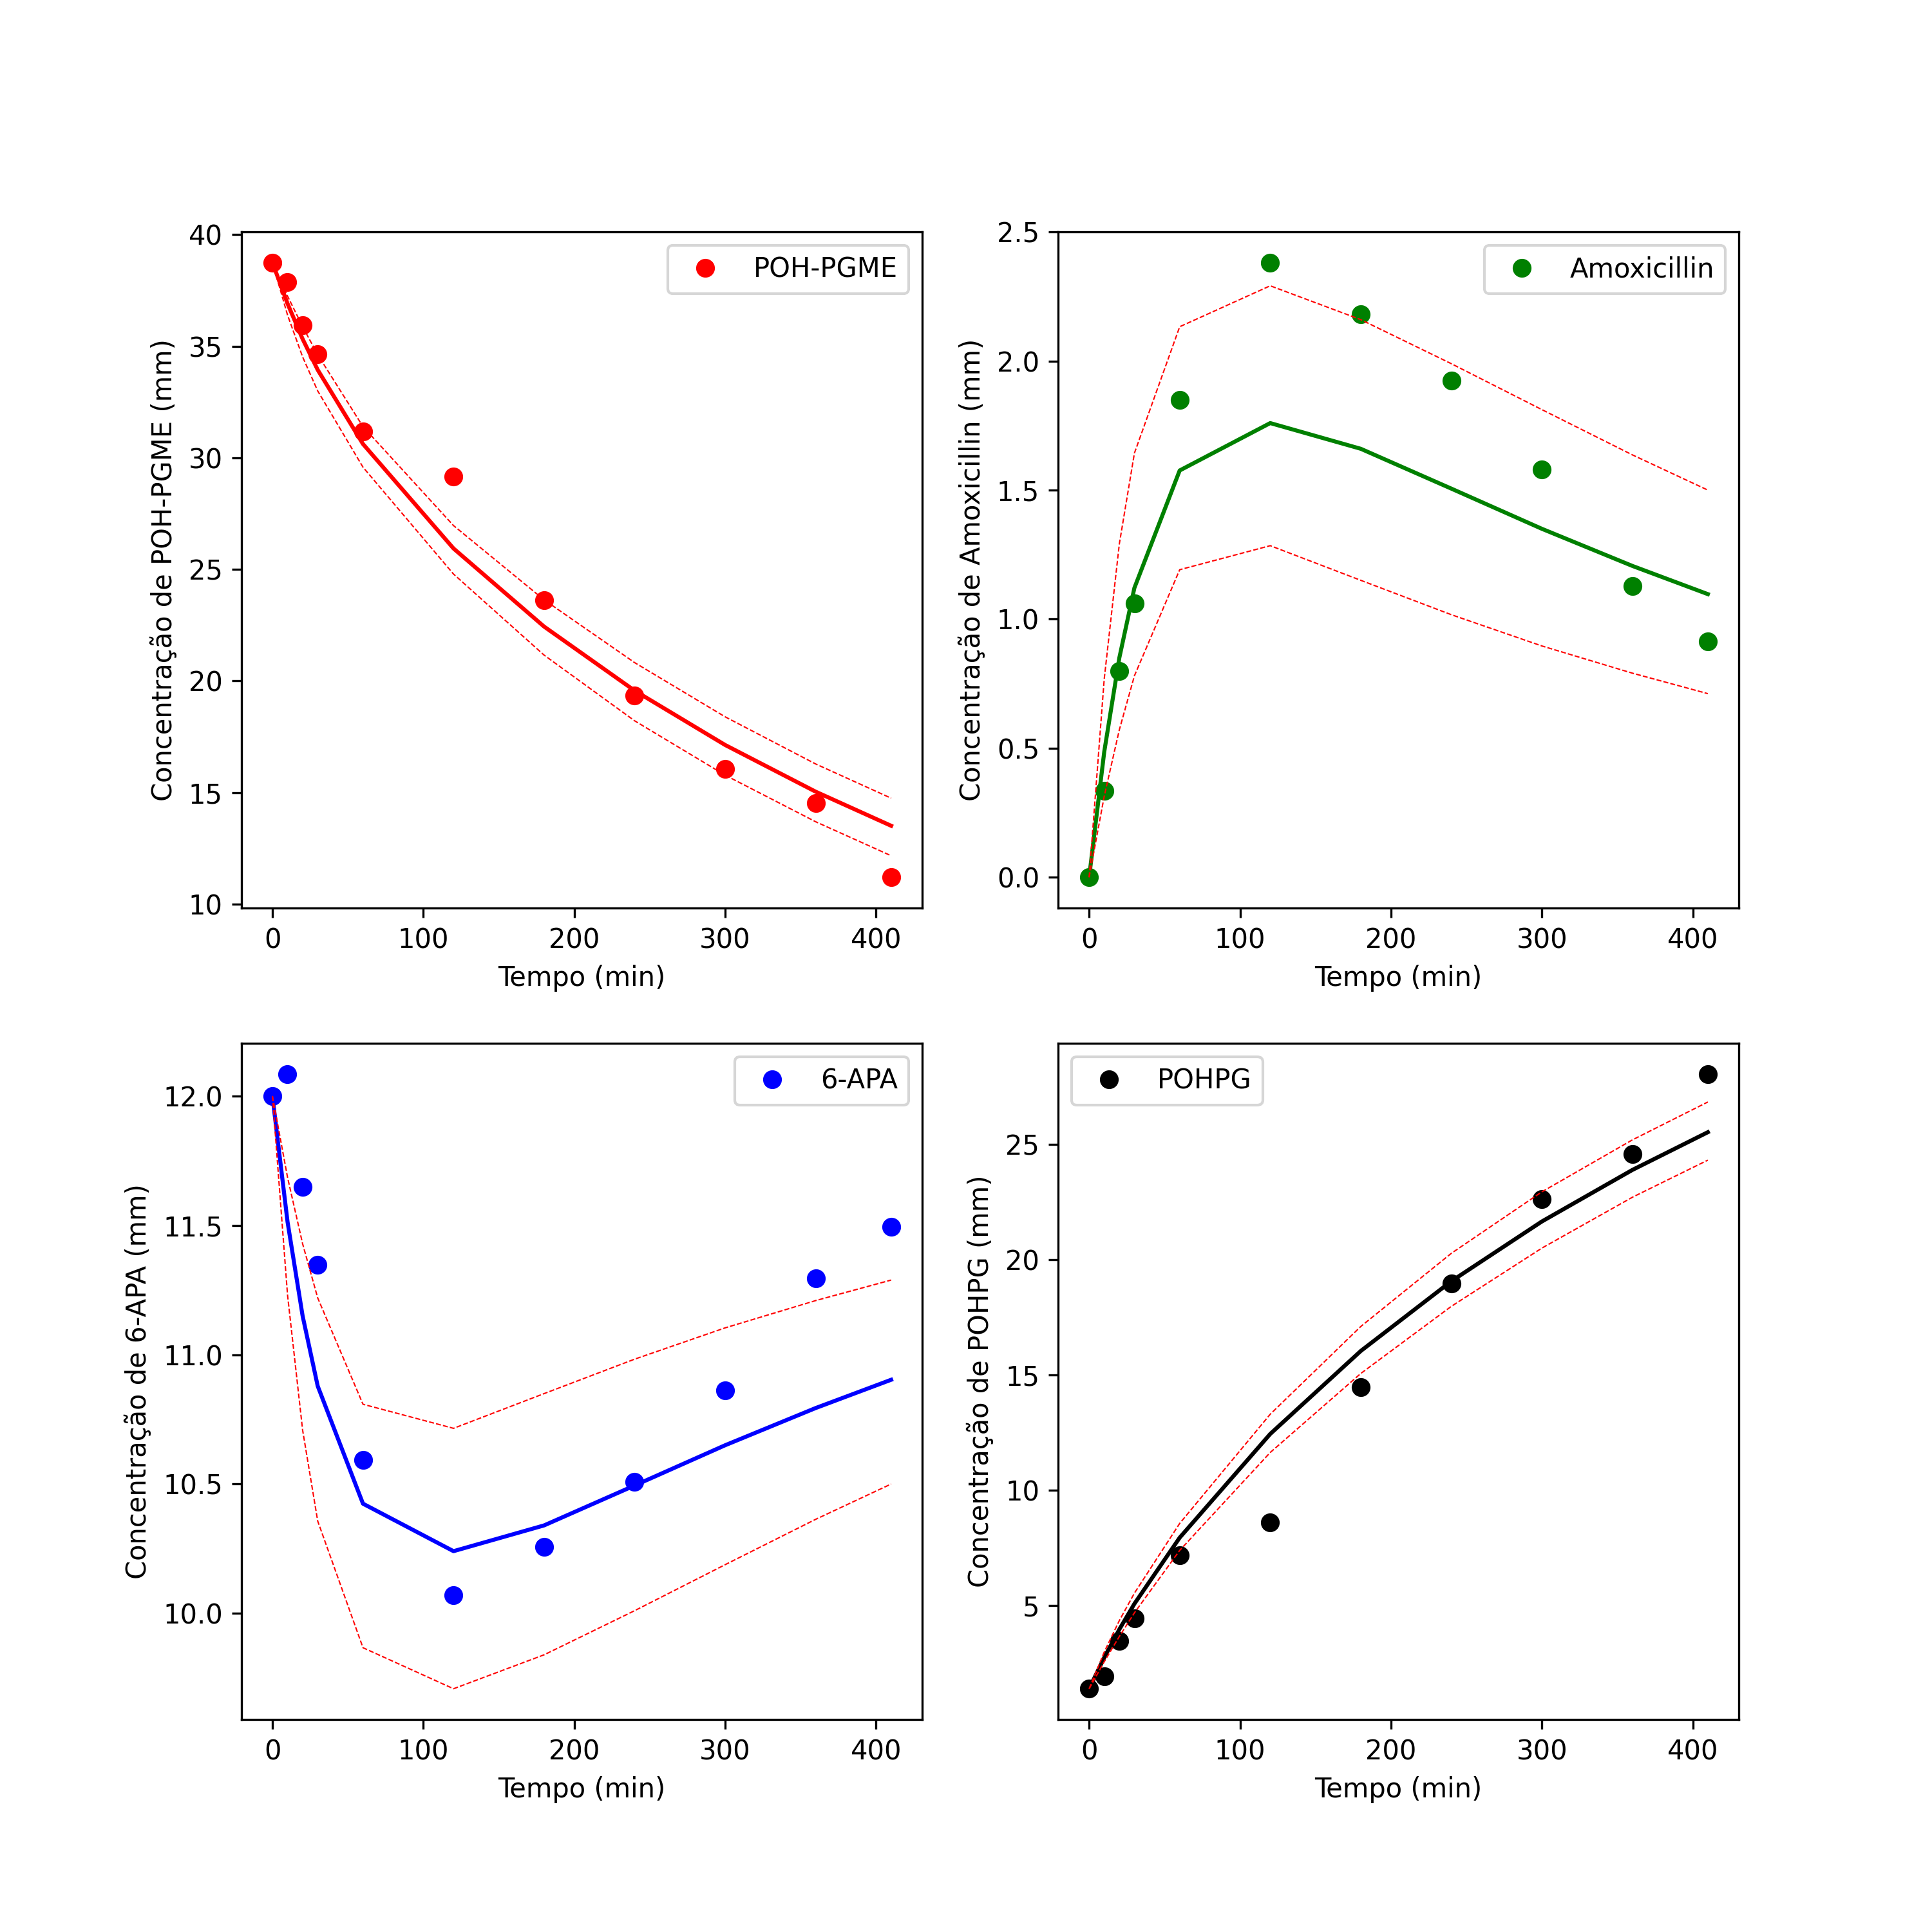 POH-PGME
Concentração de POH-PGME (mm)
40
35
30
25
20
15
10
0 100 200 300 400
Tempo (min)
Amoxicillin
Concentração de Amoxicillin (mm)
2.5
2.0
1.5
1.0
0.5
0.0
0 100 200 300 400
Tempo (min)
6-APA
Concentração de 6-APA (mm)
12.0
11.5
11.0
10.5
10.0
0 100 200 300 400
Tempo (min)
POHPG
Concentração de POHPG (mm)
25
20
15
10
5
0 100 200 300 400
Tempo (min)